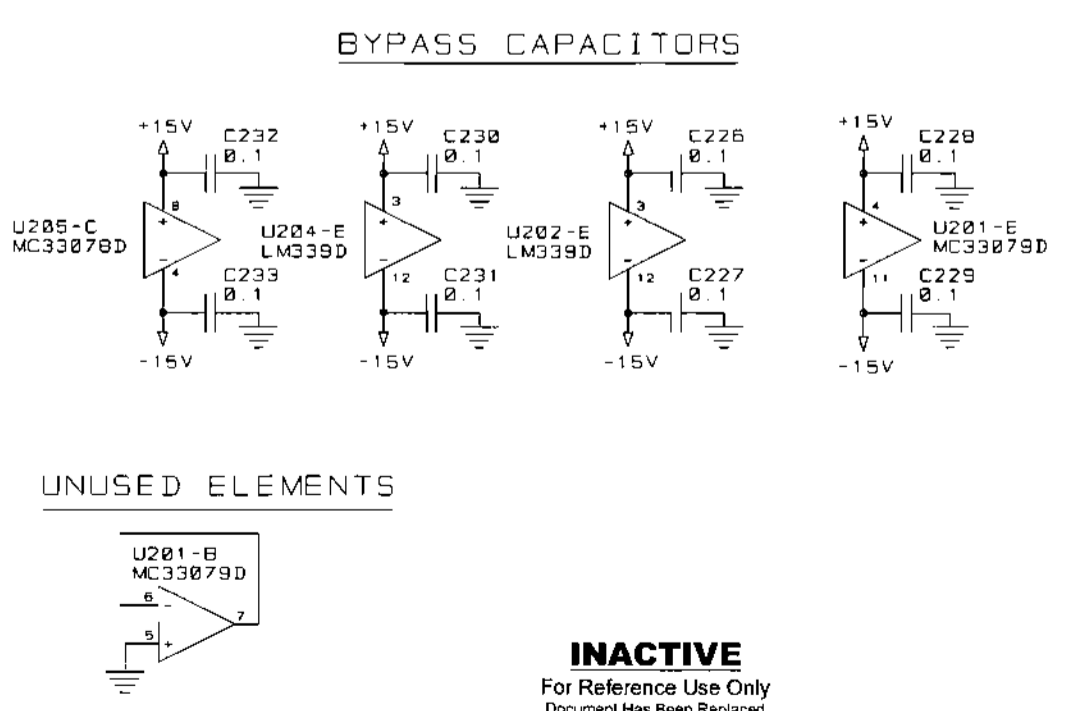 BYPASS CAPACITORS
+15V
C232
0.1
8
+
U205-C
MC33078D
-
4
C233
0.1
-15V
+15V
C230
0.1
3
+
U204-E
LM339D
-
12
C231
0.1
-15V
+15V
C226
0.1
3
+
U202-E
LM339D
-
12
C227
0.1
-15V
+15V
C228
0.1
4
+
U201-E
MC33079D
-
11
C229
0.1
-15V
UNUSED ELEMENTS
U201-B
MC33079D
6
-
7
5
+
INACTIVE
For Reference Use Only
Document Has Been Replaced